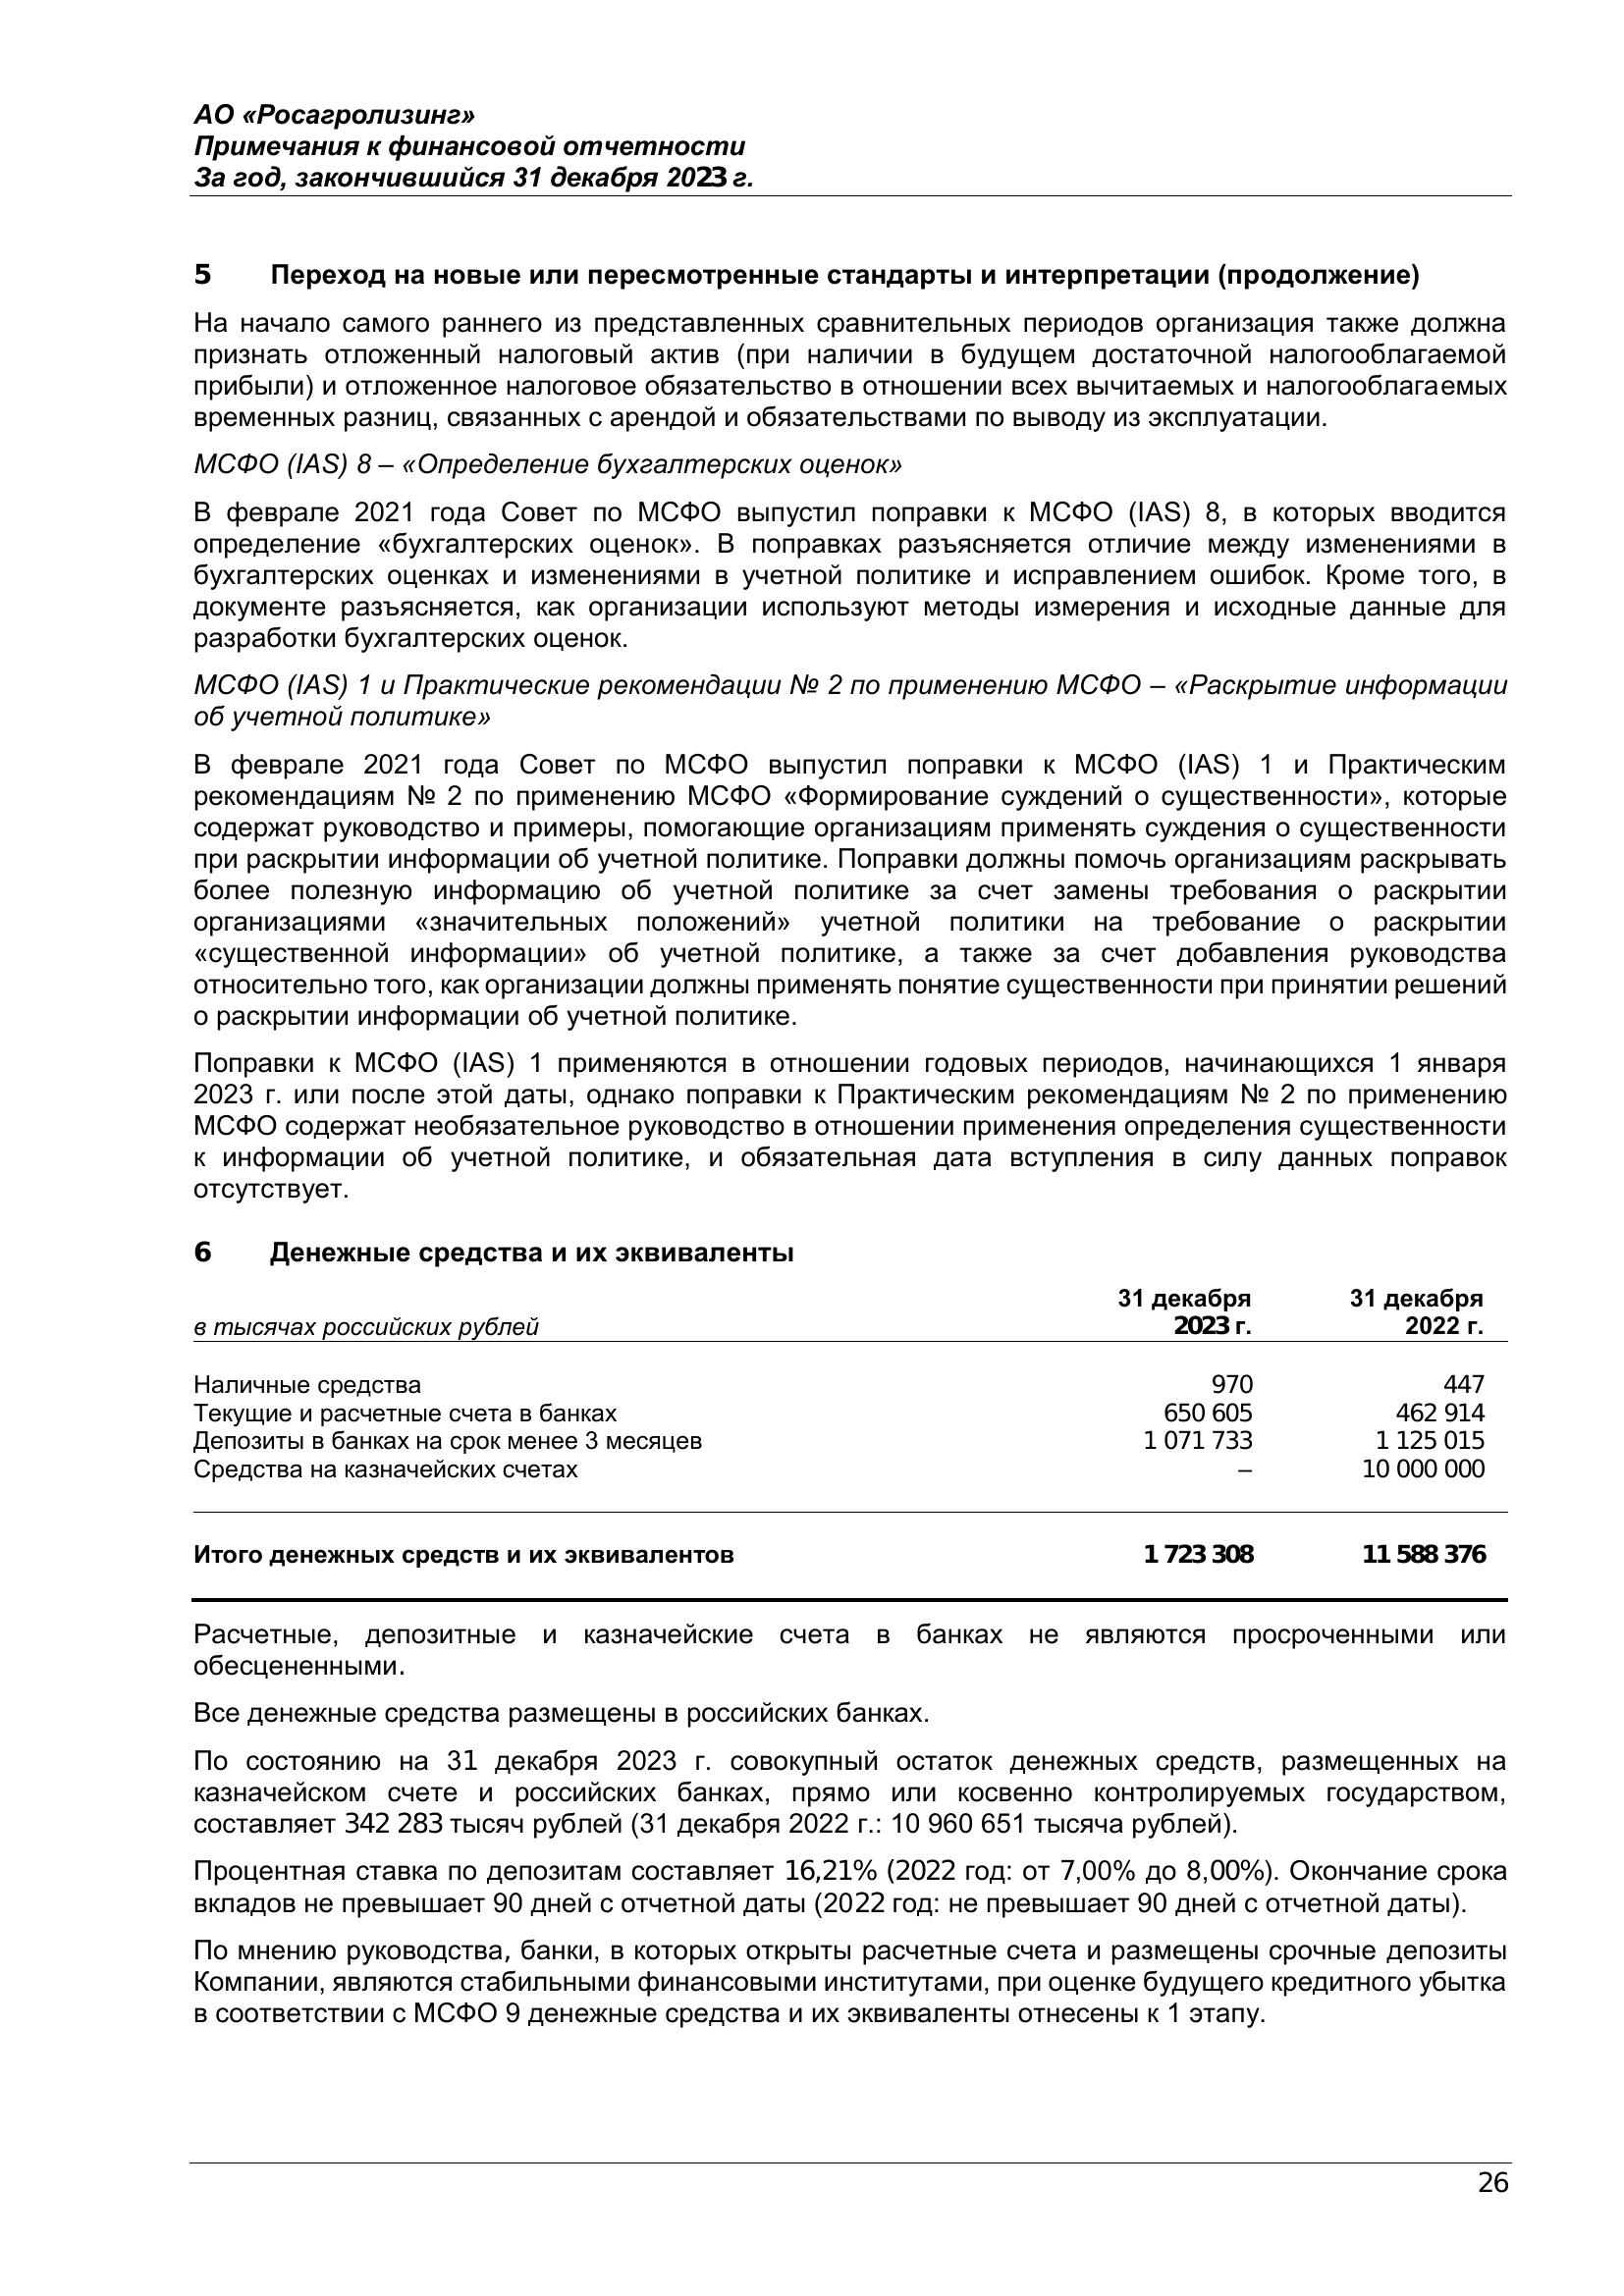 АО «Росагролизинг»
Примечания к финансовой отчетности
За год, закончившийся 31 декабря 2023 г.
5 Переход на новые или пересмотренные стандарты и интерпретации (продолжение)
На начало самого раннего из представленных сравнительных периодов организация также должна
признать отложенный налоговый актив (при наличии в будущем достаточной налогооблагаемой
прибыли) и отложенное налоговое обязательство в отношении всех вычитаемых и налогооблагаемых
временных разниц, связанных с арендой и обязательствами по выводу из эксплуатации.
МСФО (IAS) 8 – «Определение бухгалтерских оценок»
В феврале 2021 года Совет по МСФО выпустил поправки к МСФО (IAS) 8, в которых вводится
определение «бухгалтерских оценок». В поправках разъясняется отличие между изменениями в
бухгалтерских оценках и изменениями в учетной политике и исправлением ошибок. Кроме того, в
документе разъясняется, как организации используют методы измерения и исходные данные для
разработки бухгалтерских оценок.
МСФО (IAS) 1 и Практические рекомендации № 2 по применению МСФО – «Раскрытие информации
об учетной политике»
В феврале 2021 года Совет по МСФО выпустил поправки к МСФО (IAS) 1 и Практическим
рекомендациям № 2 по применению МСФО «Формирование суждений о существенности», которые
содержат руководство и примеры, помогающие организациям применять суждения о существенности
при раскрытии информации об учетной политике. Поправки должны помочь организациям раскрывать
более полезную информацию об учетной политике за счет замены требования о раскрытии
организациями «значительных положений» учетной политики на требование о раскрытии
«существенной информации» об учетной политике, а также за счет добавления руководства
относительно того, как организации должны применять понятие существенности при принятии решений
о раскрытии информации об учетной политике.
Поправки к МСФО (IAS) 1 применяются в отношении годовых периодов, начинающихся 1 января
2023 г. или после этой даты, однако поправки к Практическим рекомендациям № 2 по применению
МСФО содержат необязательное руководство в отношении применения определения существенности
к информации об учетной политике, и обязательная дата вступления в силу данных поправок
отсутствует.
6 Денежные средства и их эквиваленты
31 декабря 31 декабря
в тысячах российских рублей 2023 г. 2022 г.
Наличные средства 970 447
Текущие и расчетные счета в банках 650 605 462 914
Депозиты в банках на срок менее 3 месяцев 1 071 733 1 125 015
Средства на казначейских счетах – 10 000 000
Итого денежных средств и их эквивалентов 1 723 308 11 588 376
Расчетные, депозитные и казначейские счета в банках не являются просроченными или
обесцененными.
Все денежные средства размещены в российских банках.
По состоянию на 31 декабря 2023 г. совокупный остаток денежных средств, размещенных на
казначейском счете и российских банках, прямо или косвенно контролируемых государством,
составляет 342 283 тысяч рублей (31 декабря 2022 г.: 10 960 651 тысяча рублей).
Процентная ставка по депозитам составляет 16,21% (2022 год: от 7,00% до 8,00%). Окончание срока
вкладов не превышает 90 дней с отчетной даты (2022 год: не превышает 90 дней с отчетной даты).
По мнению руководства, банки, в которых открыты расчетные счета и размещены срочные депозиты
Компании, являются стабильными финансовыми институтами, при оценке будущего кредитного убытка
в соответствии с МСФО 9 денежные средства и их эквиваленты отнесены к 1 этапу.
26